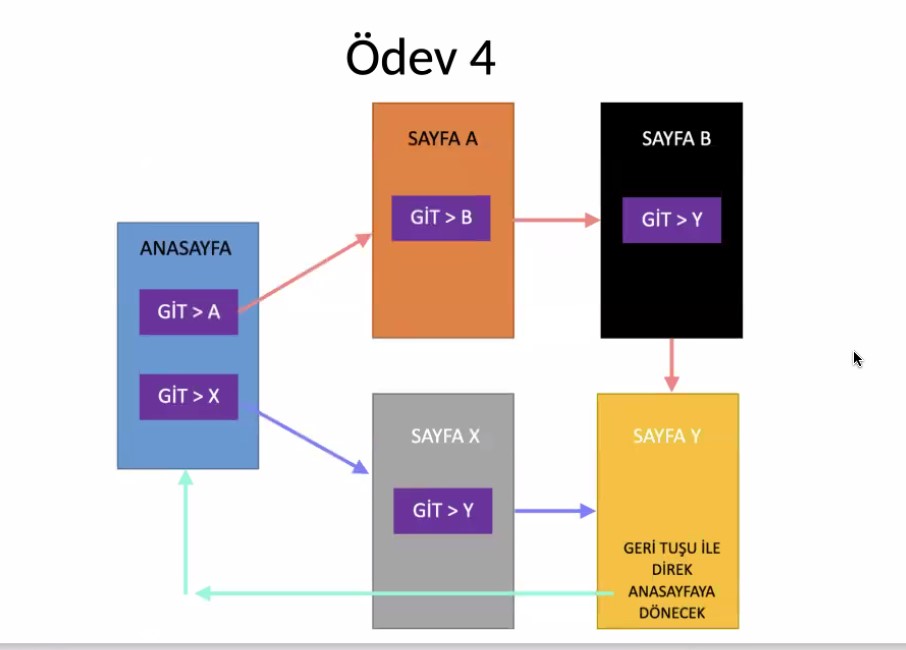 Ödev 4
ANASAYFA
GİT > A
GİT > X
SAYFA A
GİT > B
SAYFA B
GİT > Y
SAYFA X
GİT > Y
SAYFA Y
GERİ TUŞU İLE
DİREK
ANASAYFAYA
DÖNECEK